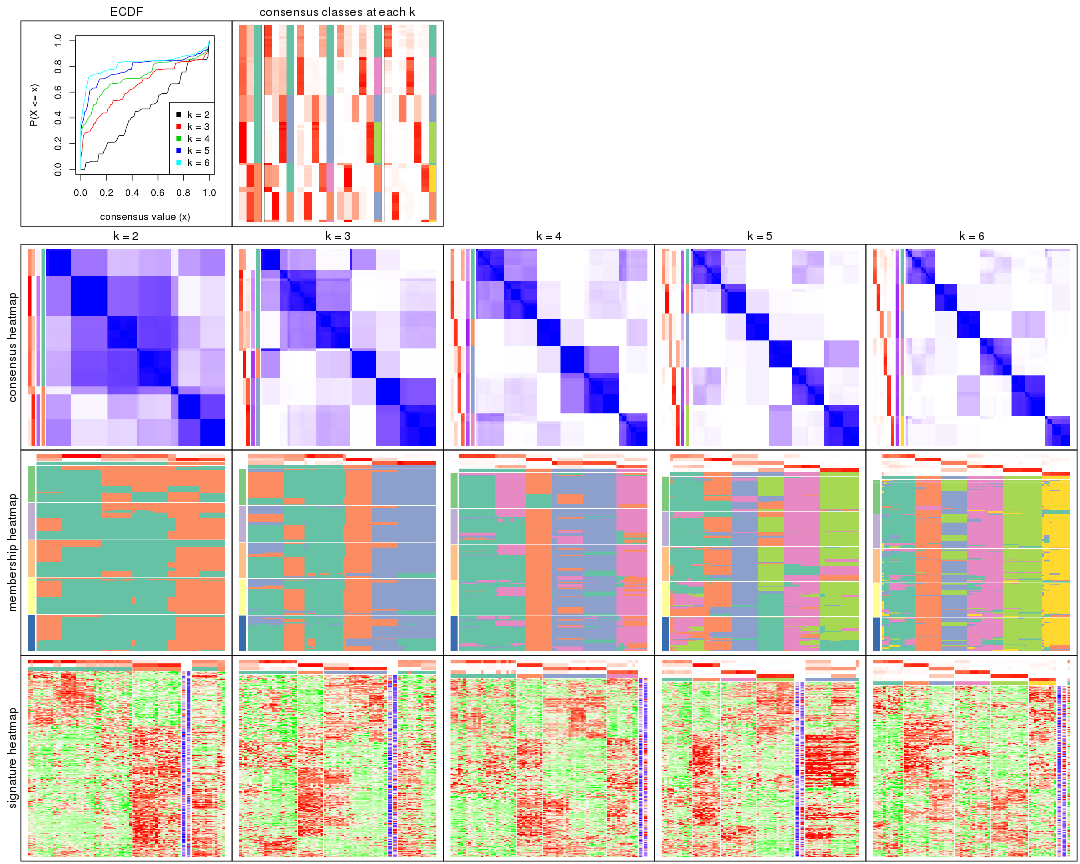 ECDF
consensus classes at each k
P(X <= x)
0.0
0.2
0.4
0.6
0.8
1.0
k = 2
k = 3
k = 4
k = 5
k = 6
0.0 0.2 0.4 0.6 0.8 1.0
consensus value (x)
k = 2
k = 3
k = 4
k = 5
k = 6
consensus heatmap
membership heatmap
signature heatmap